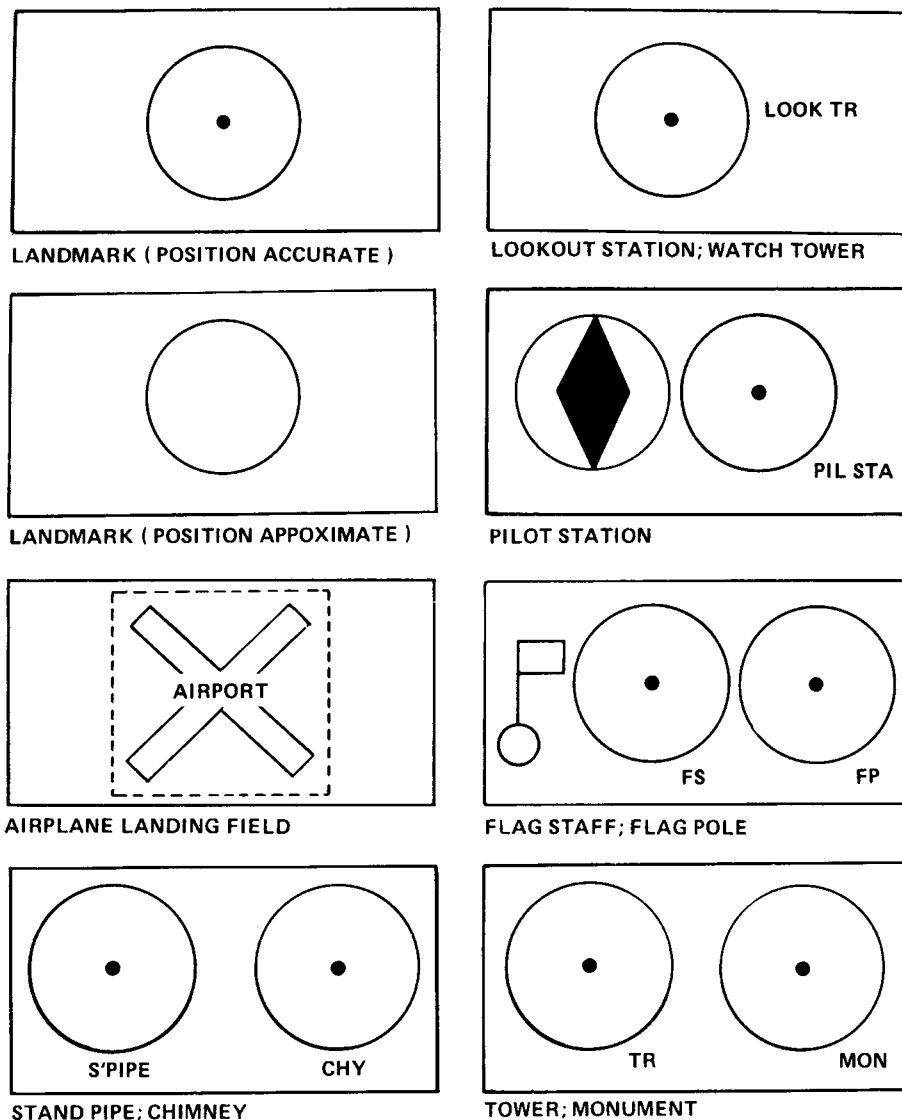 LANDMARK ( POSITION ACCURATE )
LOOK TR
LOOKOUT STATION; WATCH TOWER
LANDMARK ( POSITION APPOXIMATE )
PIL STA
PILOT STATION
AIRPORT
AIRPLANE LANDING FIELD
FS FP
FLAG STAFF; FLAG POLE
S'PIPE CHY
STAND PIPE; CHIMNEY
TR MON
TOWER; MONUMENT